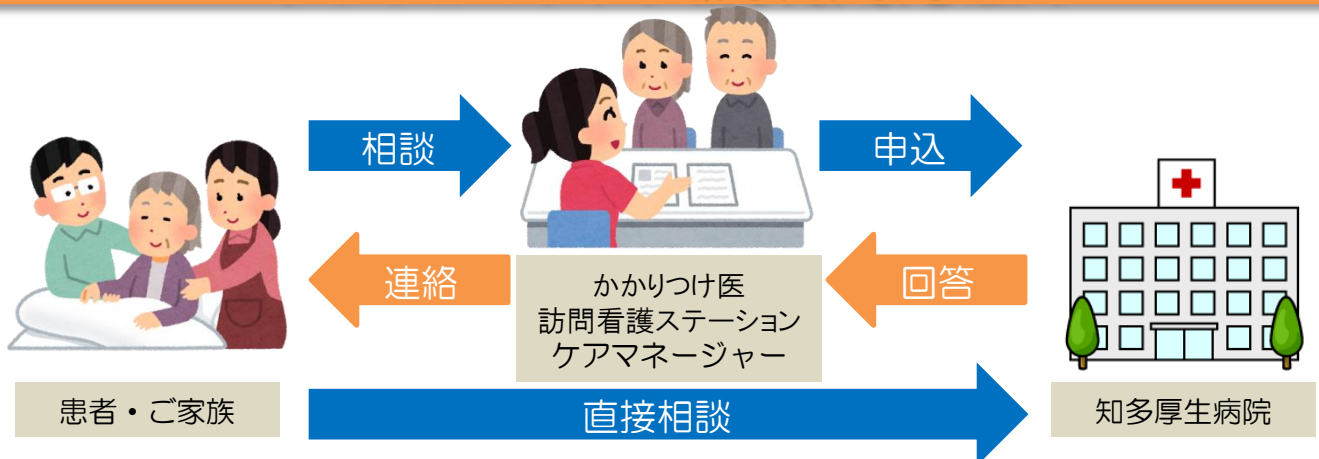 相談
申込
連絡
かかりつけ医
訪問看護ステーション
ケアマネージャー
回答
患者・ご家族
直接相談
知多厚生病院